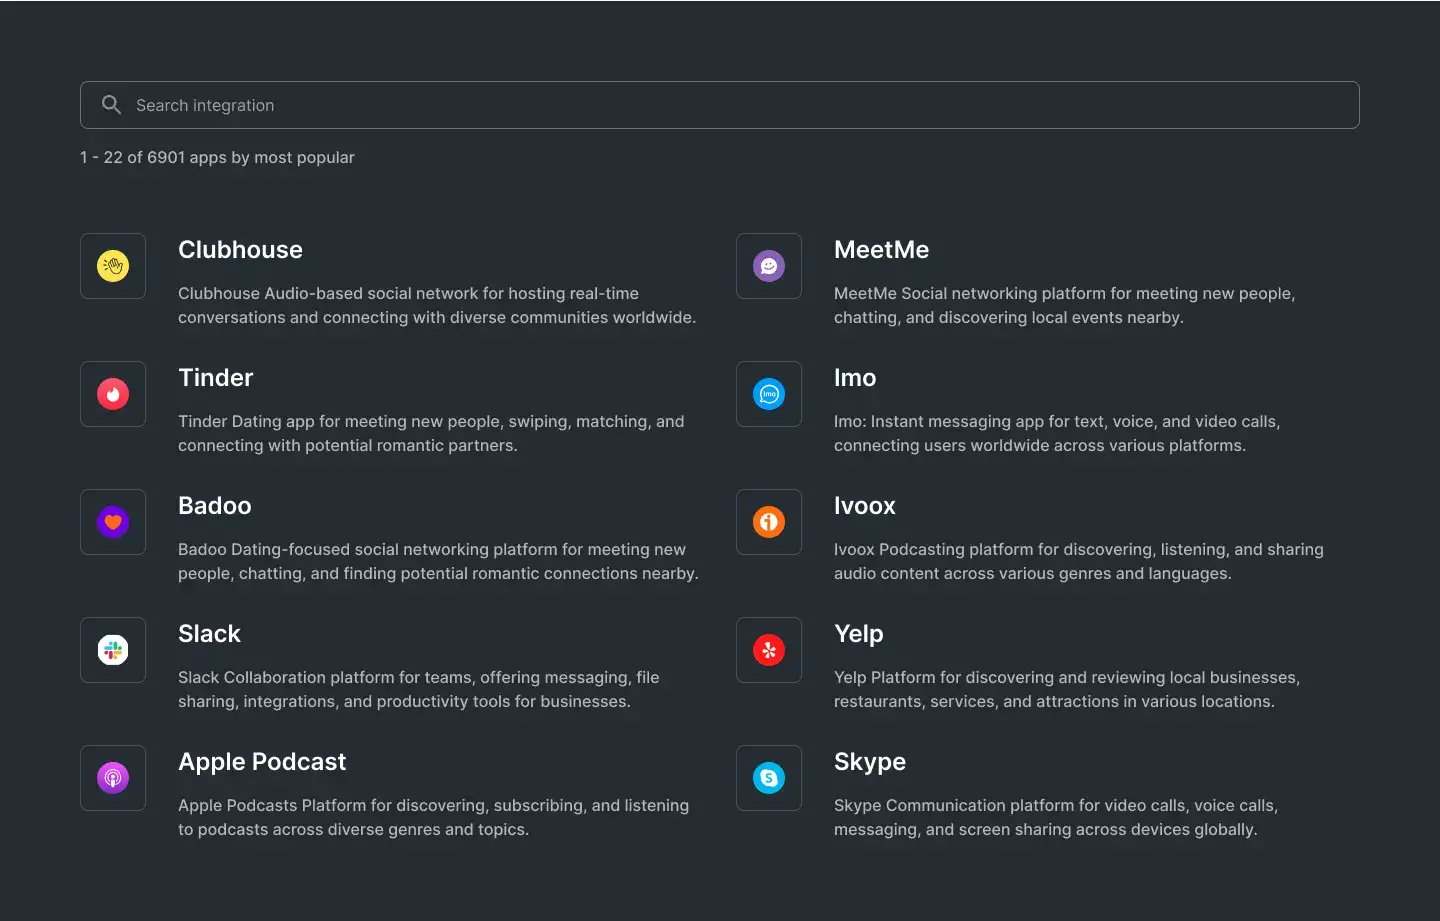 Search integration
1 - 22 of 6901 apps by most popular
Clubhouse
Clubhouse Audio-based social network for hosting real-time
conversations and connecting with diverse communities worldwide.
MeetMe
MeetMe Social networking platform for meeting new people,
chatting, and discovering local events nearby.
Tinder
Tinder Dating app for meeting new people, swiping, matching, and
connecting with potential romantic partners.
imo
Imo
Imo: Instant messaging app for text, voice, and video calls,
connecting users worldwide across various platforms.
Badoo
Badoo Dating-focused social networking platform for meeting new
people, chatting, and finding potential romantic connections nearby.
Ivoox
Ivoox Podcasting platform for discovering, listening, and sharing
audio content across various genres and languages.
Slack
Slack Collaboration platform for teams, offering messaging, file
sharing, integrations, and productivity tools for businesses.
Yelp
Yelp Platform for discovering and reviewing local businesses,
restaurants, services, and attractions in various locations.
Apple Podcast
Apple Podcasts Platform for discovering, subscribing, and listening
to podcasts across diverse genres and topics.
S
Skype
Skype Communication platform for video calls, voice calls,
messaging, and screen sharing across devices globally.